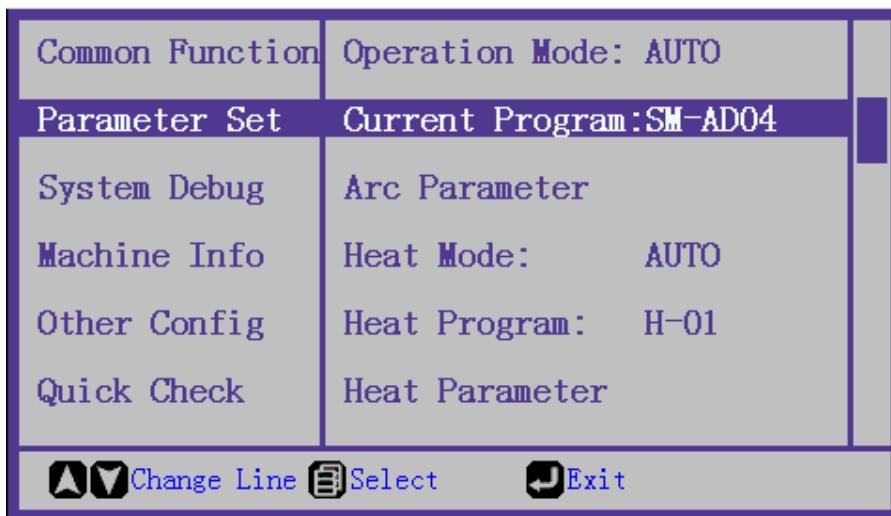 Common Function Operation Mode: AUTO
Parameter Set Current Program:SM-AD04
System Debug Arc Parameter
Machine Info Heat Mode: AUTO
Other Config Heat Program: H-01
Quick Check Heat Parameter
Change Line Select Exit